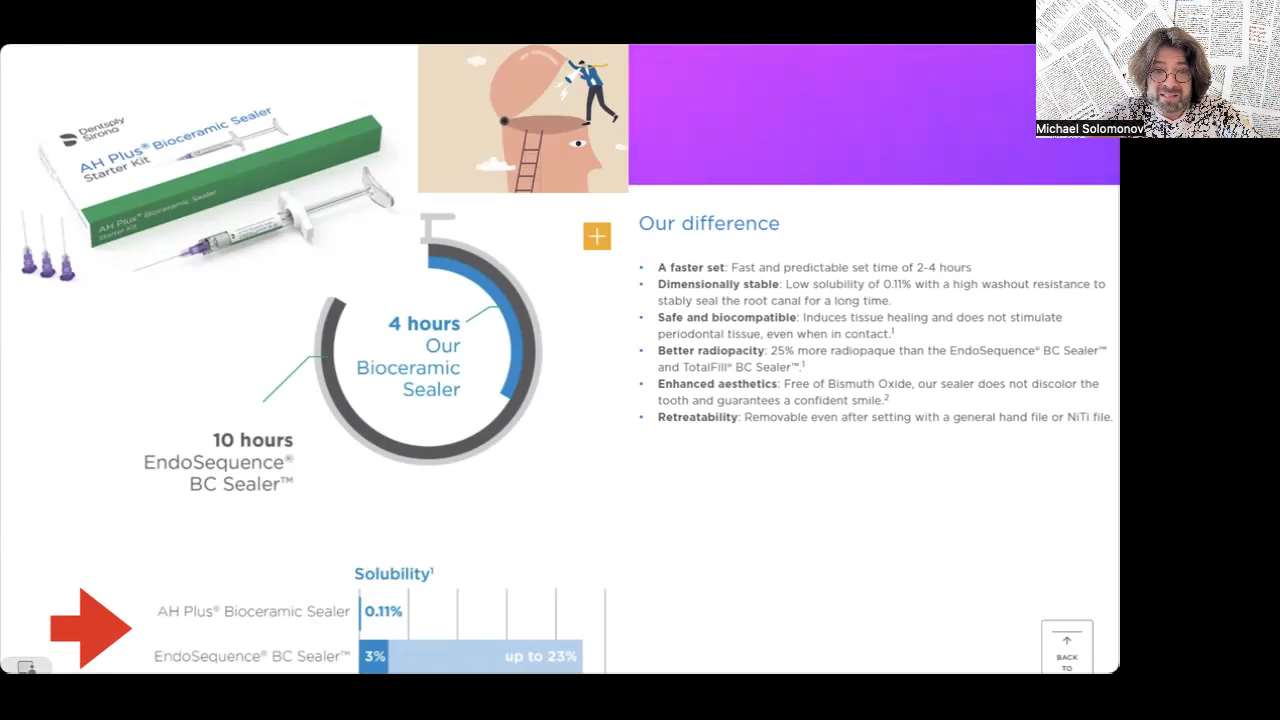 Dentsply
Sirona
AH Plus® Bioceramic Sealer
Starter Kit
AH Plus® Bioceramic Sealer
Starter Kit
Michael Solomonov
4 hours
Our
Bioceramic
Sealer
10 hours
EndoSequence®
BC Sealer™
Our difference
• A faster set: Fast and predictable set time of 2-4 hours
• Dimensionally stable: Low solubility of 0.11% with a high washout resistance to
stably seal the root canal for a long time.
• Safe and biocompatible: Induces tissue healing and does not stimulate
periodontal tissue, even when in contact.¹
• Better radiopacity: 25% more radiopaque than the EndoSequence® BC Sealer™
and TotalFill® BC Sealer™.¹
• Enhanced aesthetics: Free of Bismuth Oxide, our sealer does not discolor the
tooth and guarantees a confident smile.²
• Retreatability: Removable even after setting with a general hand file or NiTi file.
Solubility¹
AH Plus® Bioceramic Sealer 0.11%
EndoSequence® BC Sealer™ 3% up to 23%
BACK
TO